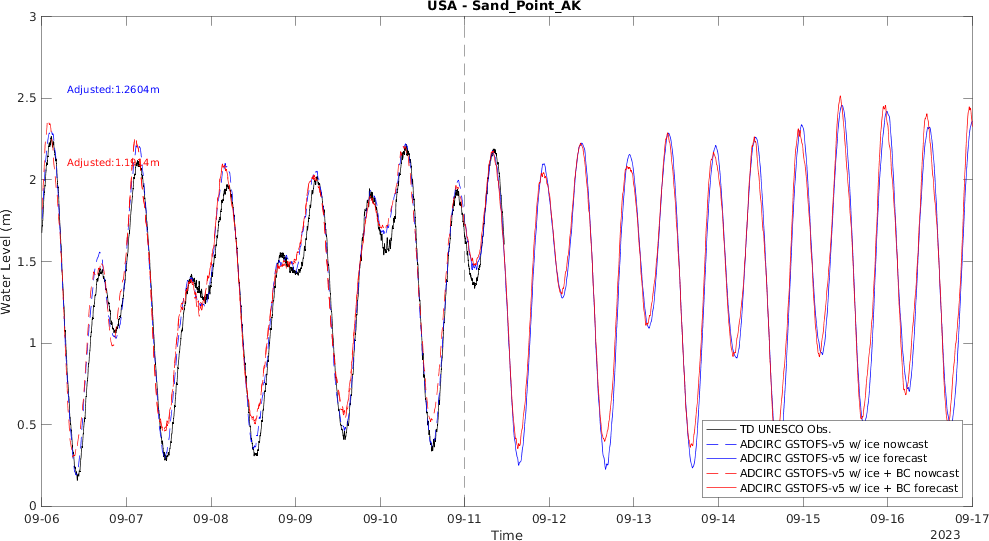 USA - Sand_Point_AK
3
2.5
2
1.5
1
0.5
0
Water Level (m)
Adjusted:1.2604m
Adjusted:1.1914m
TD UNESCO Obs.
ADCIRC GSTOFS-v5 w/ ice nowcast
ADCIRC GSTOFS-v5 w/ ice forecast
ADCIRC GSTOFS-v5 w/ ice + BC nowcast
ADCIRC GSTOFS-v5 w/ ice + BC forecast
09-06 09-07 09-08 09-09 09-10 09-11 09-12 09-13 09-14 09-15 09-16 09-17
Time
2023